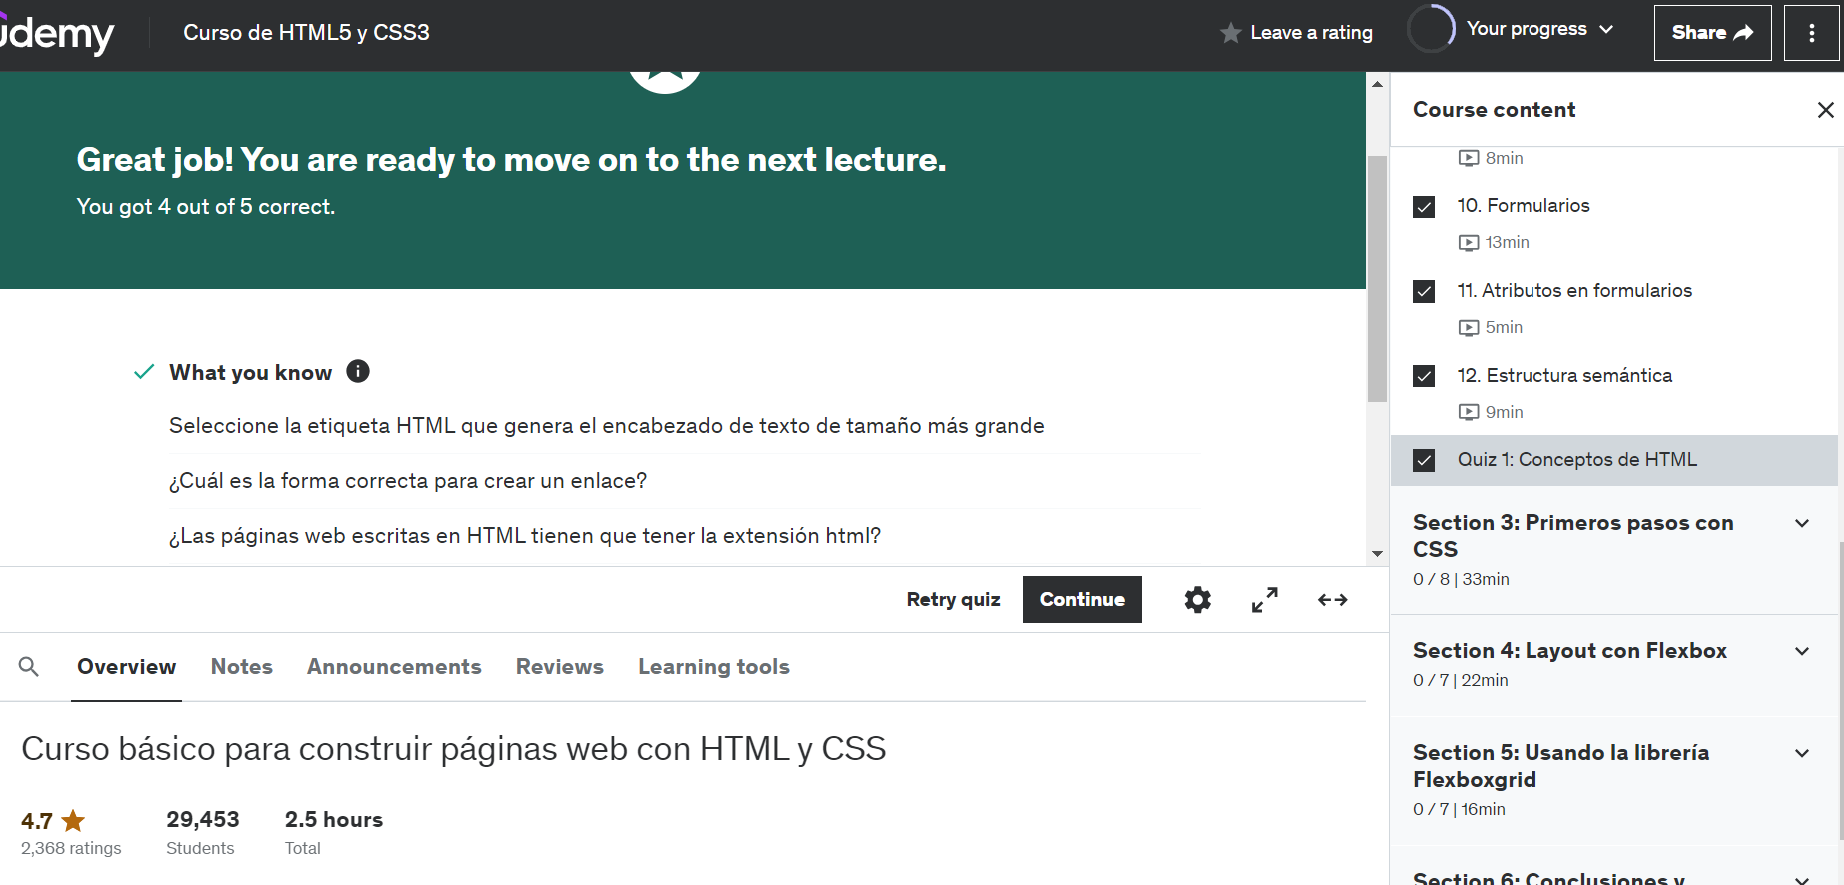 udemy
Curso de HTML5 y CSS3
Leave a rating
Your progress
Share
Great job! You are ready to move on to the next lecture.
You got 4 out of 5 correct.
What you know
Seleccione la etiqueta HTML que genera el encabezado de texto de tamaño más grande
¿Cuál es la forma correcta para crear un enlace?
¿Las páginas web escritas en HTML tienen que tener la extensión html?
Retry quiz
Continue
Overview
Notes
Announcements
Reviews
Learning tools
Curso básico para construir páginas web con HTML y CSS
4.7
2,368 ratings
29,453
Students
2.5 hours
Total
Course content
8min
10. Formularios
13min
11. Atributos en formularios
5min
12. Estructura semántica
9min
Quiz 1: Conceptos de HTML
Section 3: Primeros pasos con
CSS
0 / 8 | 33min
Section 4: Layout con Flexbox
0 / 7 | 22min
Section 5: Usando la librería
Flexboxgrid
0 / 7 | 16min
Section 6: Conclusiones y